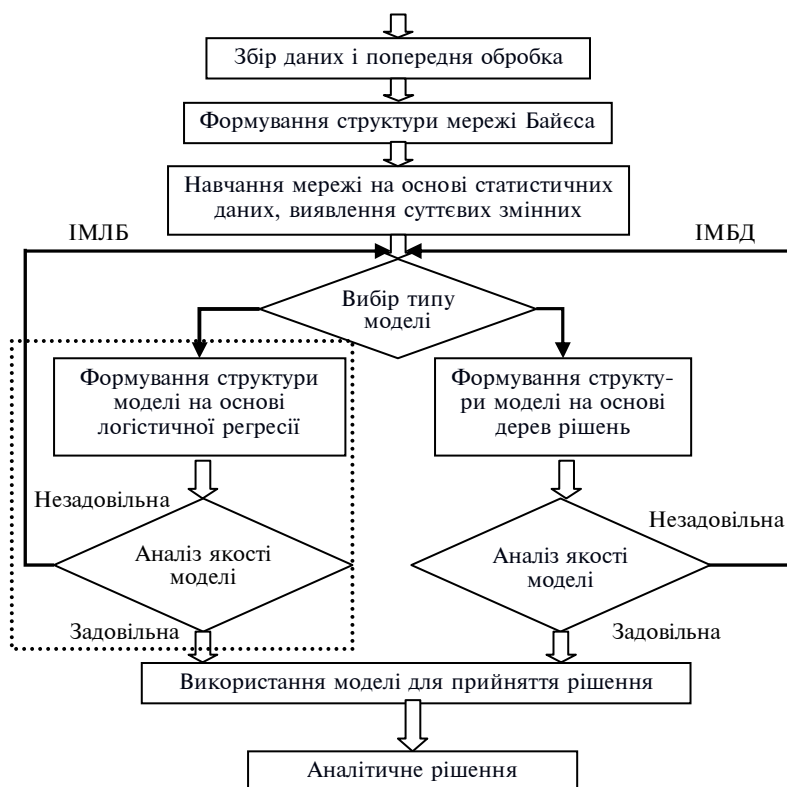 Збір даних і попередня обробка
Формування структури мережі Байєса
Навчання мережі на основі статистичних
даних, виявлення суттєвих змінних
ІМЛБ
ІМБД
Вибір типу
моделі
Формування структури
моделі на основі
логістичної регресії
Формування структу-
ри моделі на основі
дерев рішень
Незадовільна
Незадовільна
Аналіз якості
моделі
Аналіз якості
моделі
Задовільна
Задовільна
Використання моделі для прийняття рішення
Аналітичне рішення